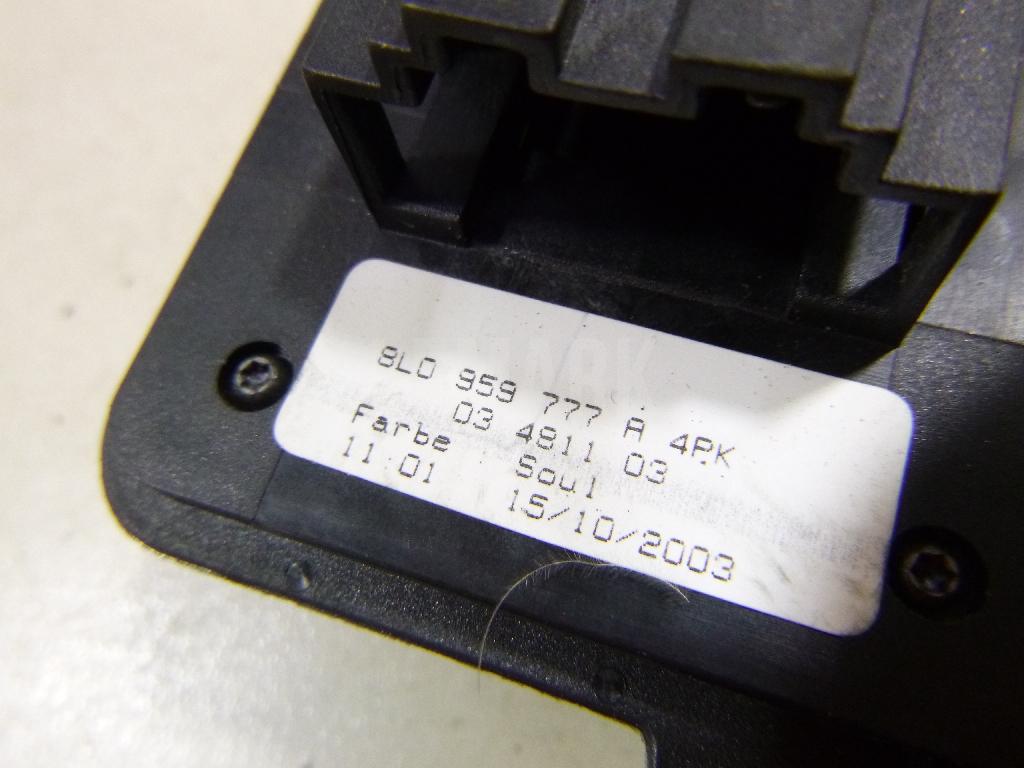 8L0 959 777 A 4PK
03 4811 03
Farbe Soul
11:01 15/10/2003